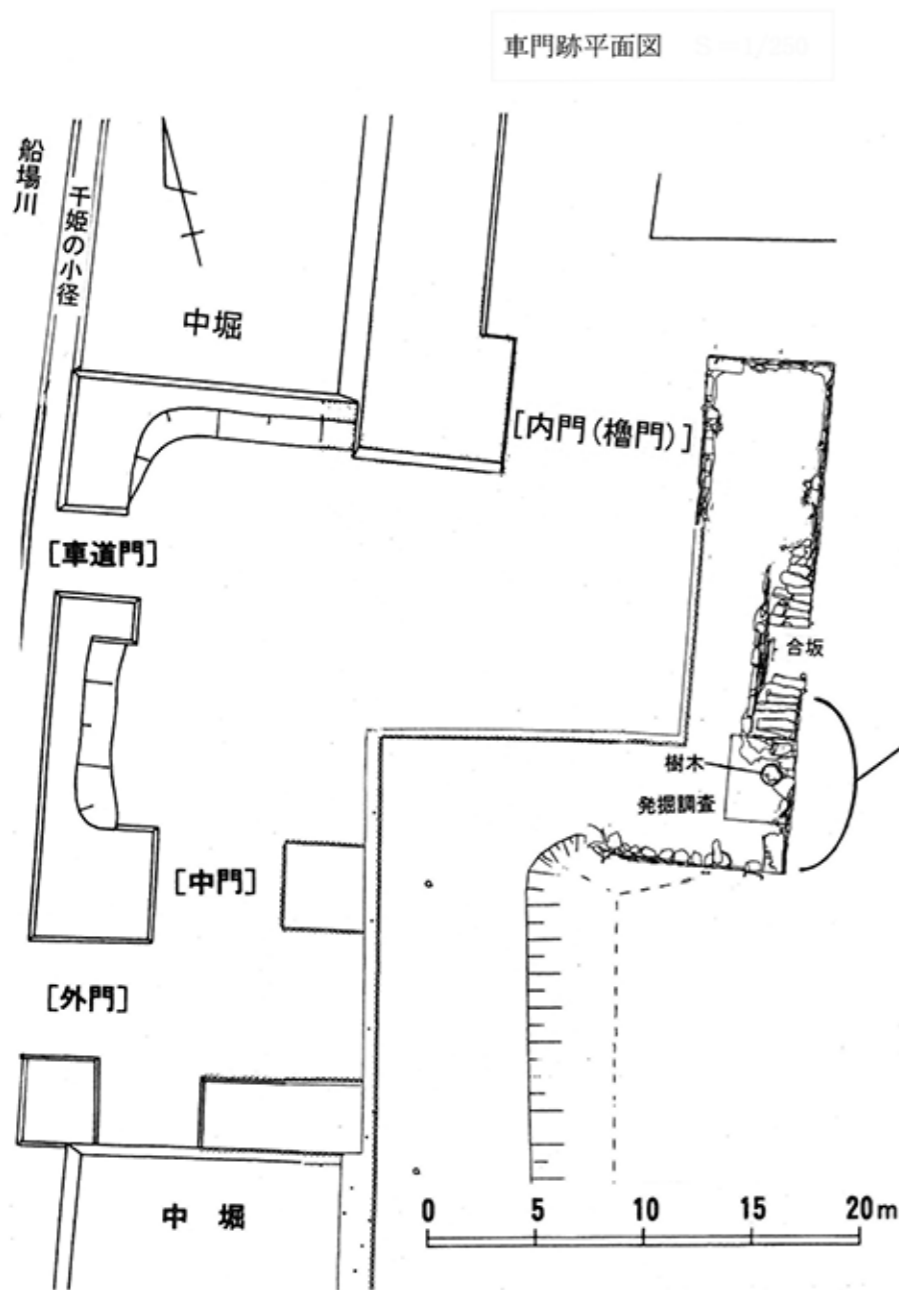 車門跡平面図 S=1/250
船場川
千姫の小径
中堀
[内門(櫓門)]
[車道門]
合坂
樹木
発掘調査
[中門]
[外門]
中 堀
0 5 10 15 20m